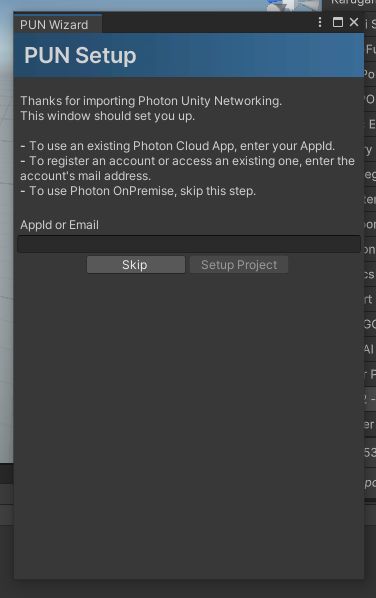 PUN Wizard
PUN Setup
Thanks for importing Photon Unity Networking.
This window should set you up.
- To use an existing Photon Cloud App, enter your AppId.
- To register an account or access an existing one, enter the
account's mail address.
- To use Photon OnPremise, skip this step.
AppId or Email
Skip
Setup Project